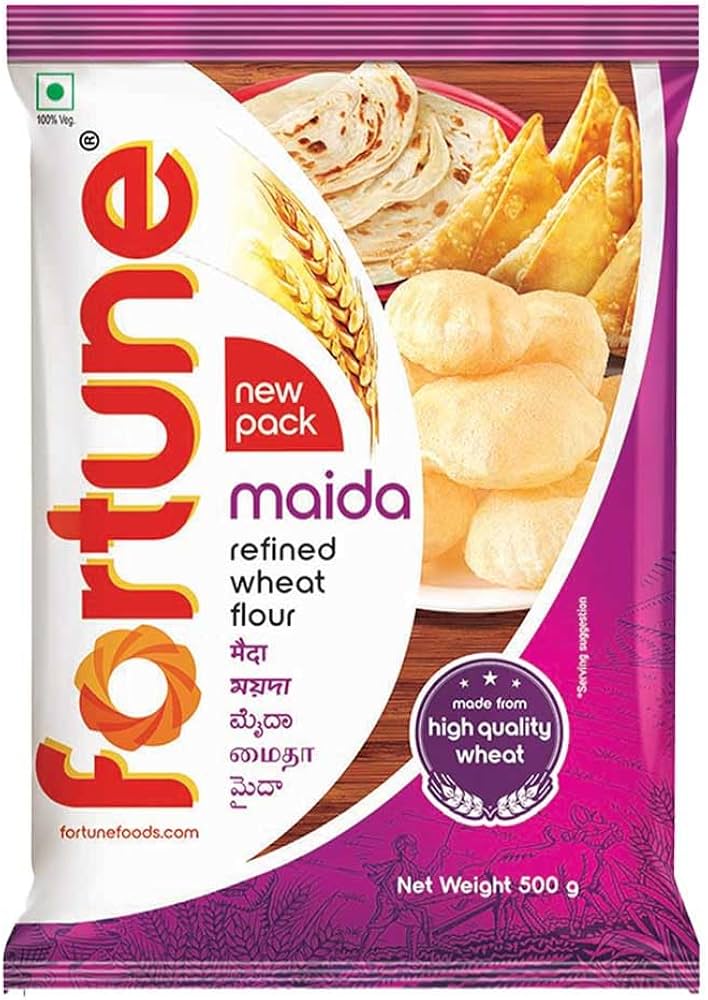 100% Veg.
fortune®
new
pack
maida
refined
wheat
flour
मैदा
ময়দা
ಮೈದಾ
மைதா
మైదా
fortunefoods.com
*Serving suggestion
made from
high quality
wheat
Net Weight 500 g